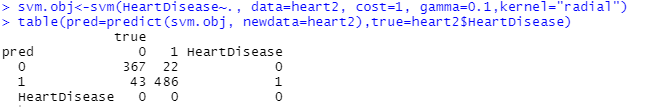 > svm.obj<-svm(HeartDisease~., data=heart2, cost=1, gamma=0.1,kernel="radial")
> table(pred=predict(svm.obj, newdata=heart2),true=heart2$HeartDisease)
              true
pred             0   1 HeartDisease
  0            367  22            0
  1             43 486            1
  HeartDisease   0   0            0